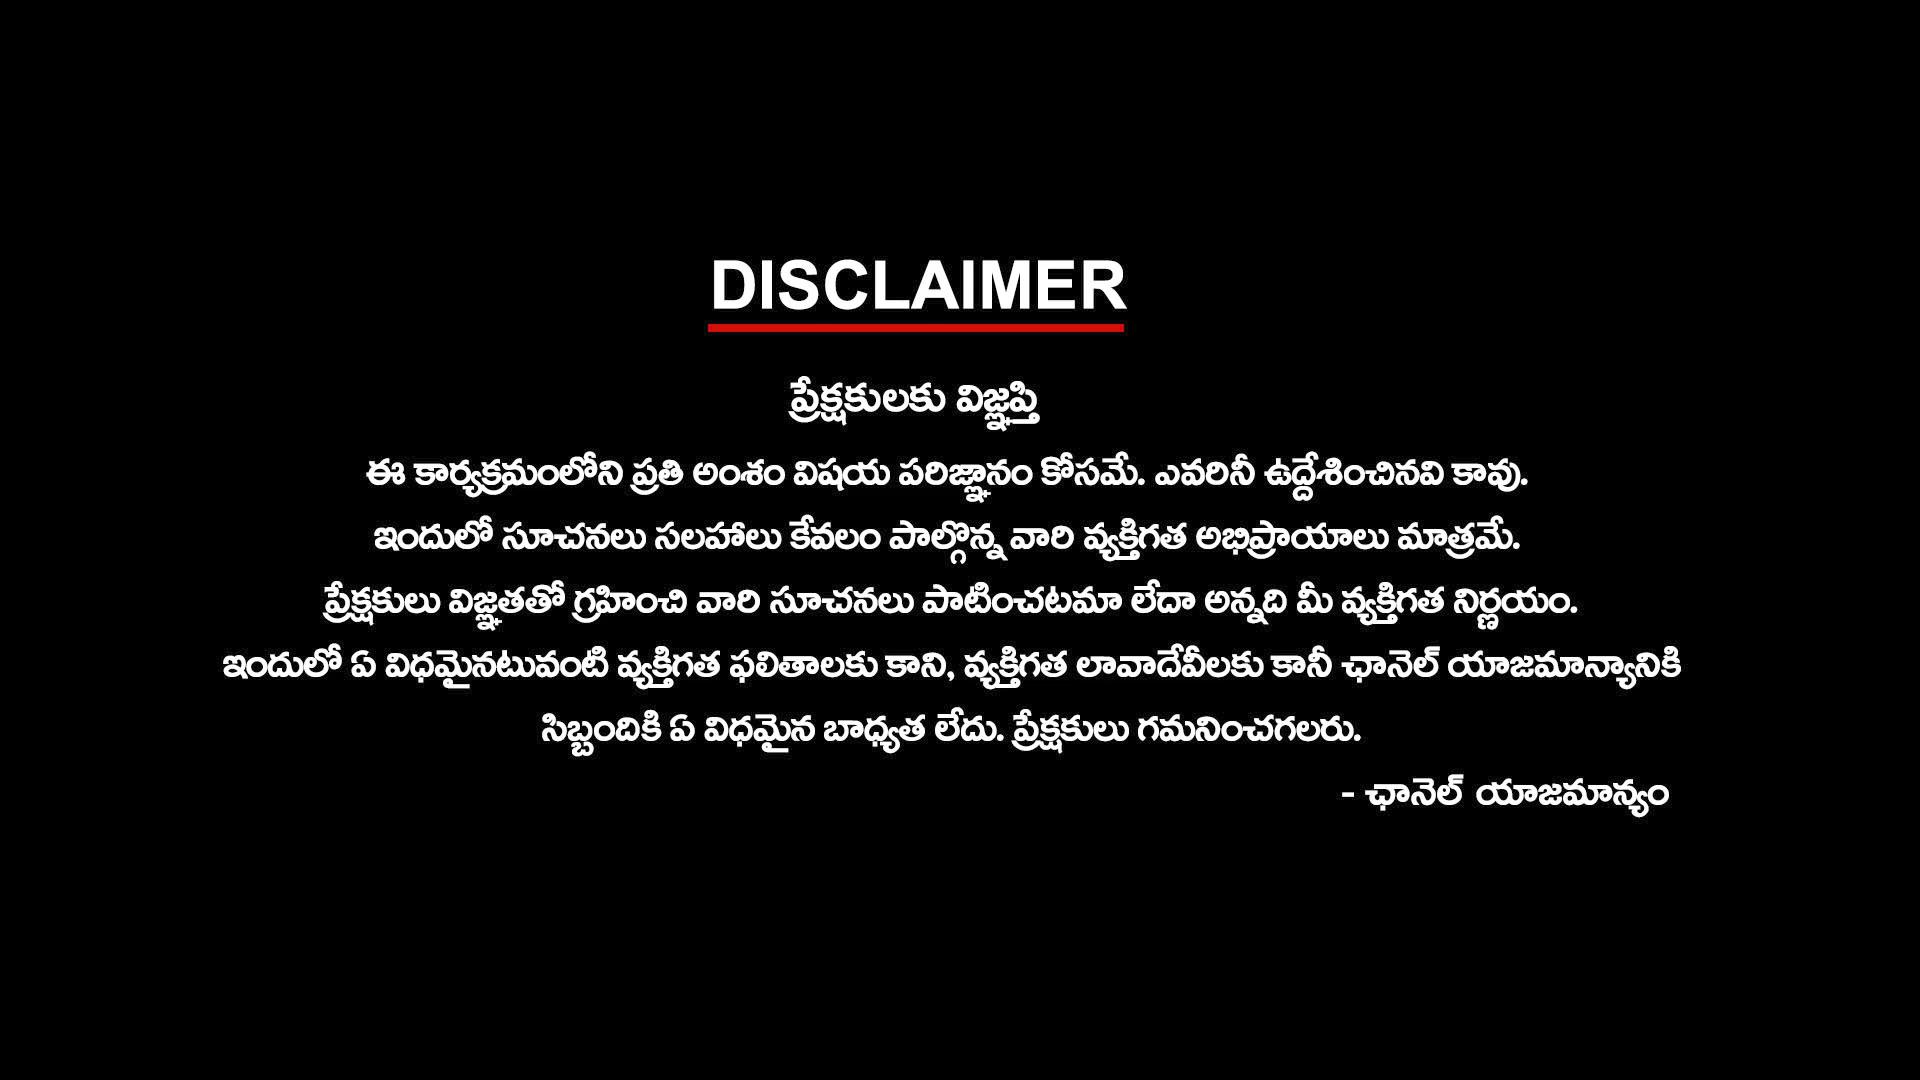 DISCLAIMER
ప్రేక్షకులకు విజ్ఞప్తి
ఈ కార్యక్రమంలోని ప్రతి అంశం విషయ పరిజ్ఞానం కోసమే. ఎవరినీ ఉద్దేశించినవి కావు.
ఇందులో సూచనలు సలహాలు కేవలం పాల్గొన్న వారి వ్యక్తిగత అభిప్రాయాలు మాత్రమే.
ప్రేక్షకులు విజ్ఞతతో గ్రహించి వారి సూచనలు పాటించటమా లేదా అన్నది మీ వ్యక్తిగత నిర్ణయం.
ఇందులో ఏ విధమైనటువంటి వ్యక్తిగత ఫలితాలకు కాని, వ్యక్తిగత లావాదేవీలకు కానీ ఛానెల్ యాజమాన్యానికి
సిబ్బందికి ఏ విధమైన బాధ్యత లేదు. ప్రేక్షకులు గమనించగలరు.
- ఛానెల్ యాజమాన్యం